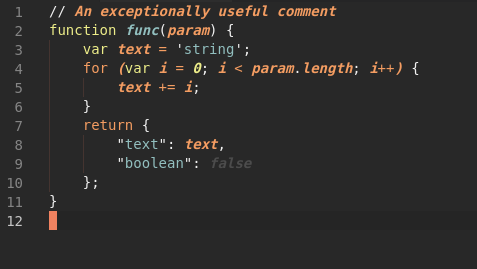 1 // An exceptionally useful comment
2 function func(param) {
3     var text = 'string';
4     for (var i = 0; i < param.length; i++) {
5         text += i;
6     }
7     return {
8         "text": text,
9         "boolean": false
10     };
11 }
12